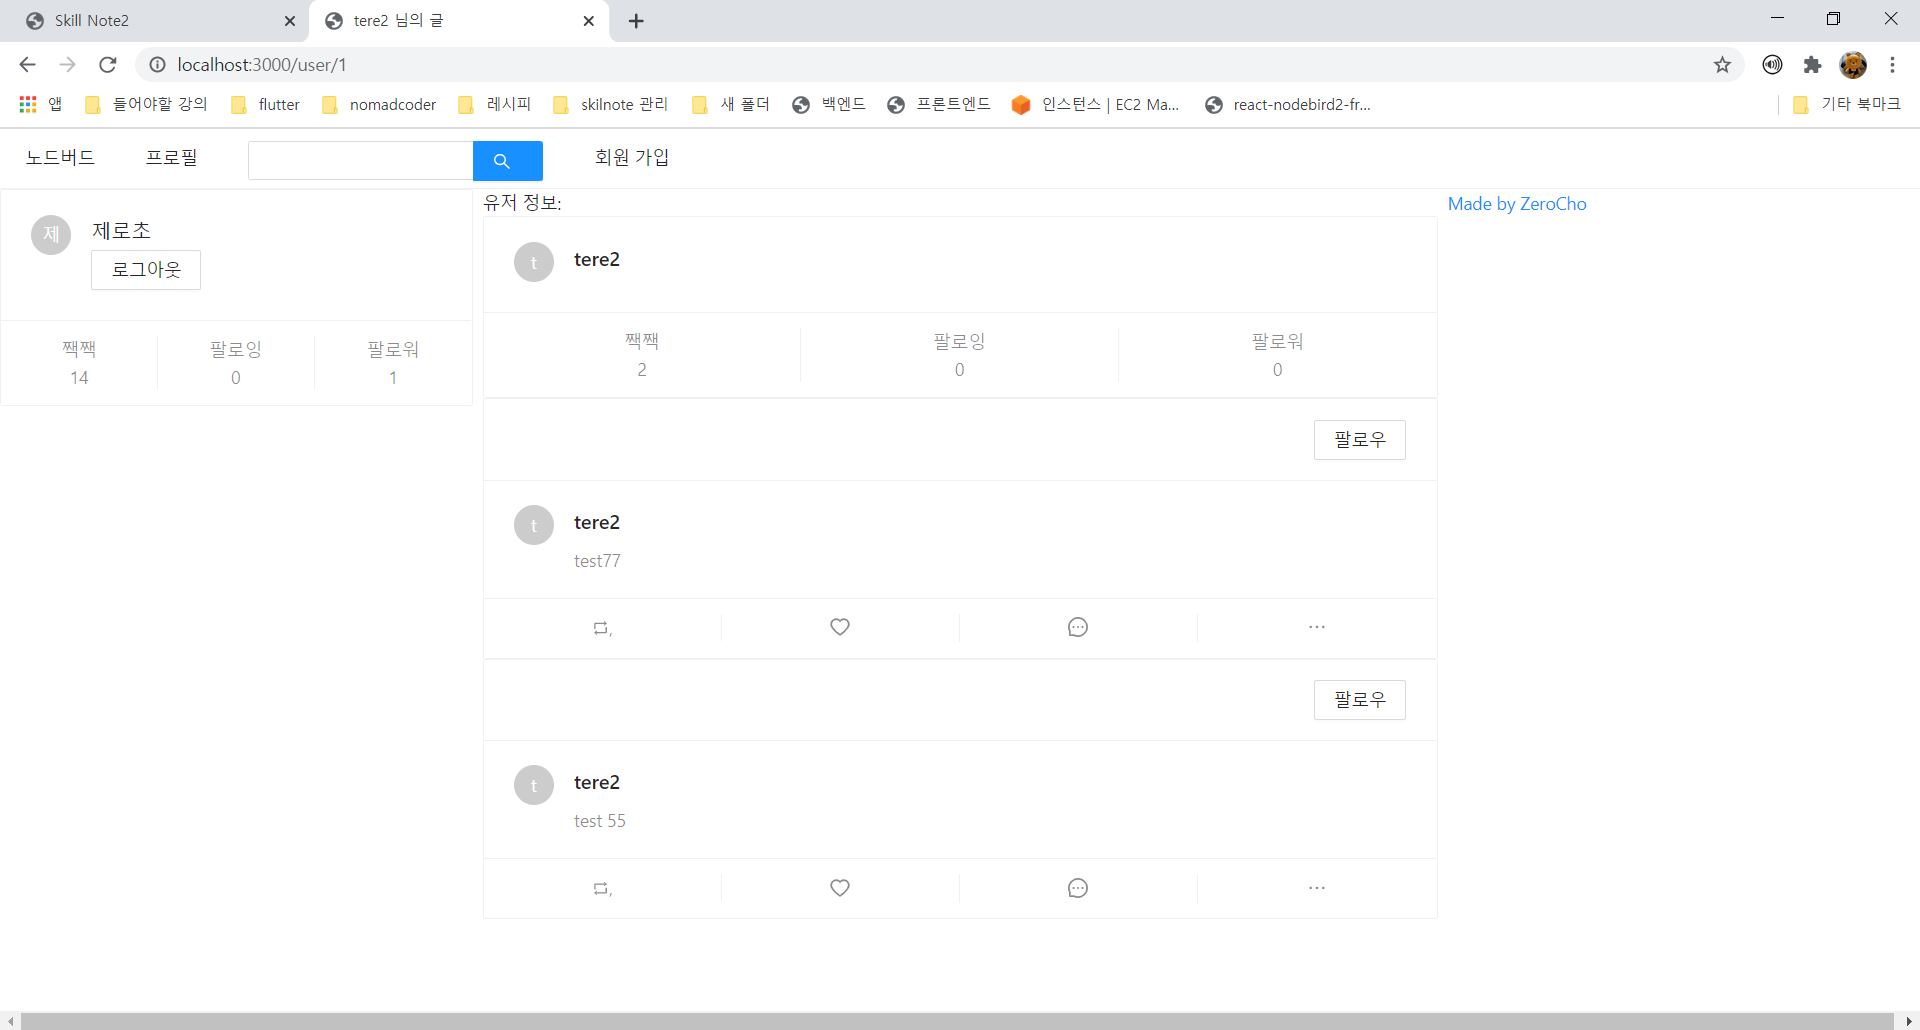 Skill Note2
tere2 님의 글
localhost:3000/user/1
앱 들어야할 강의 flutter nomadcoder 레시피 skilnote 관리 새 폴더 백엔드 프론트엔드 인스턴스 | EC2 Ma... react-nodebird2-fr... 기타 북마크
노드버드 프로필 회원 가입
제 제로초
로그아웃
짹짹 팔로잉 팔로워
14 0 1
유저 정보:
t tere2
짹짹 팔로잉 팔로워
2 0 0
팔로우
t tere2
test77
,
팔로우
t tere2
test 55
,
Made by ZeroCho